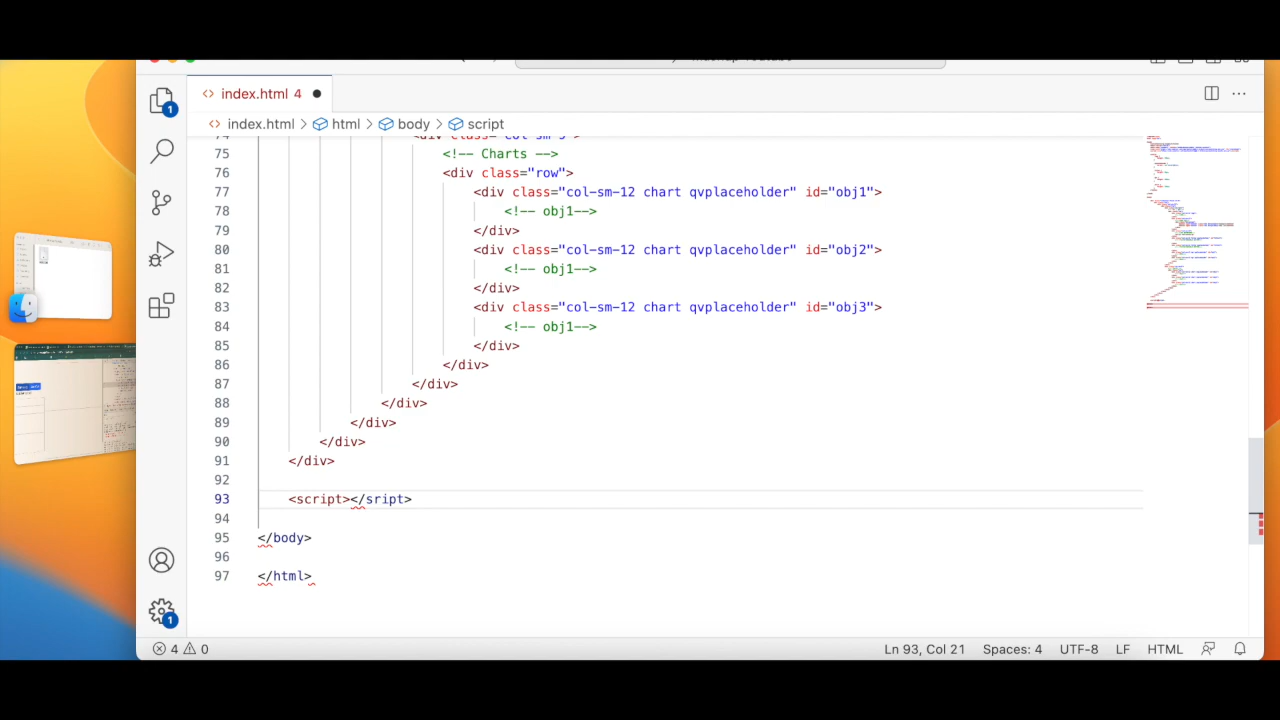 index.html 4
index.html > html > body > script
75 <!-- Charts -->
76 <div class="row">
77 <div class="col-sm-12 chart qvplaceholder" id="obj1">
78 <!-- obj1-->
79 </div>
80 <div class="col-sm-12 chart qvplaceholder" id="obj2">
81 <!-- obj1-->
82 </div>
83 <div class="col-sm-12 chart qvplaceholder" id="obj3">
84 <!-- obj1-->
85 </div>
86 </div>
87 </div>
88 </div>
89 </div>
90 </div>
91 </div>
92
93 <script></sript>
94
95 </body>
96
97 </html>
1
1
4 0
Ln 93, Col 21 Spaces: 4 UTF-8 LF HTML